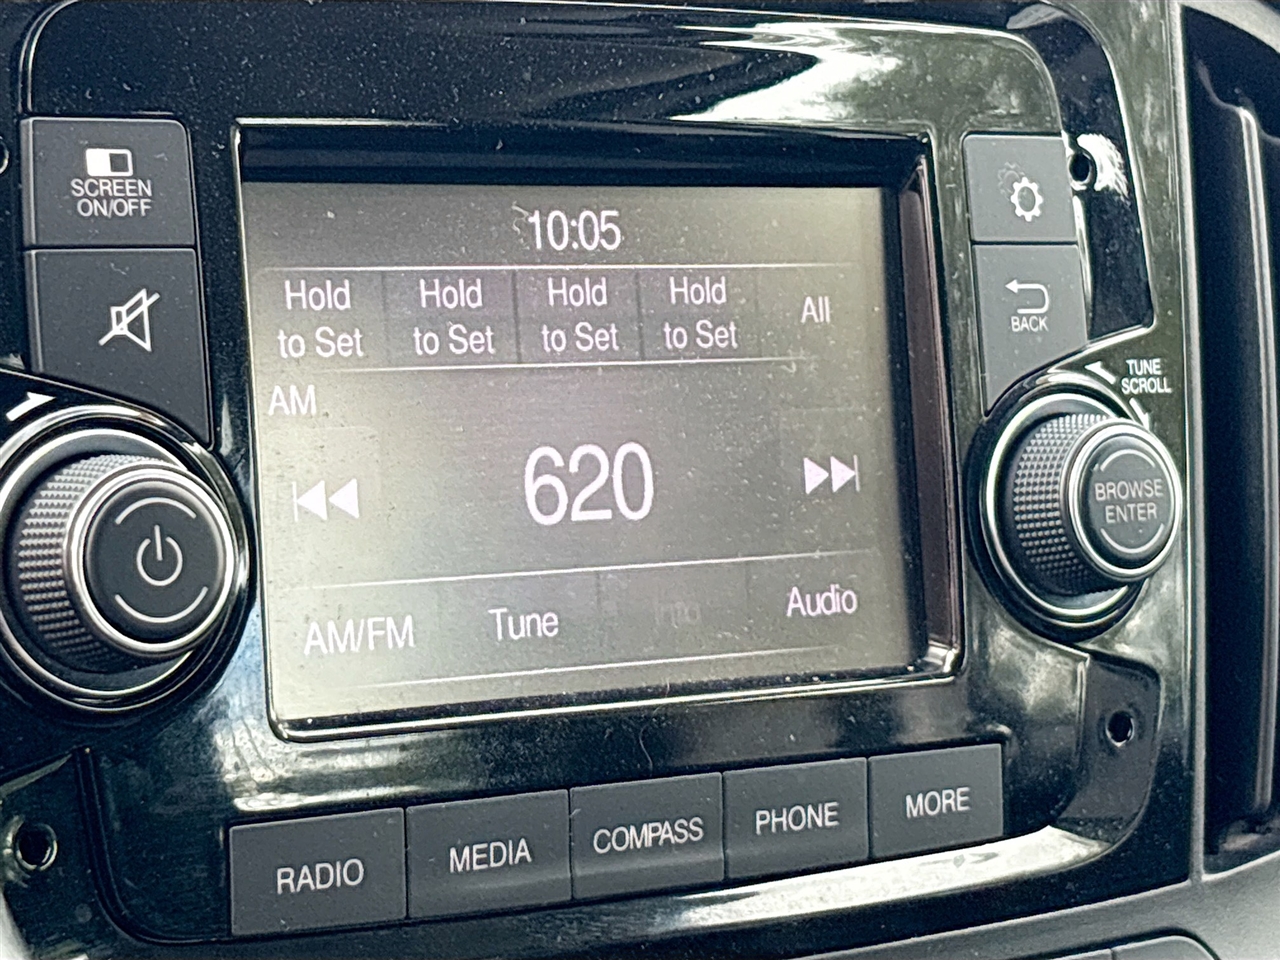 SCREEN
ON/OFF
10:05
Hold Hold Hold Hold All
to Set to Set to Set to Set
BACK
TUNE
SCROLL
AM
620
BROWSE
ENTER
AM/FM Tune Info Audio
RADIO MEDIA COMPASS PHONE MORE